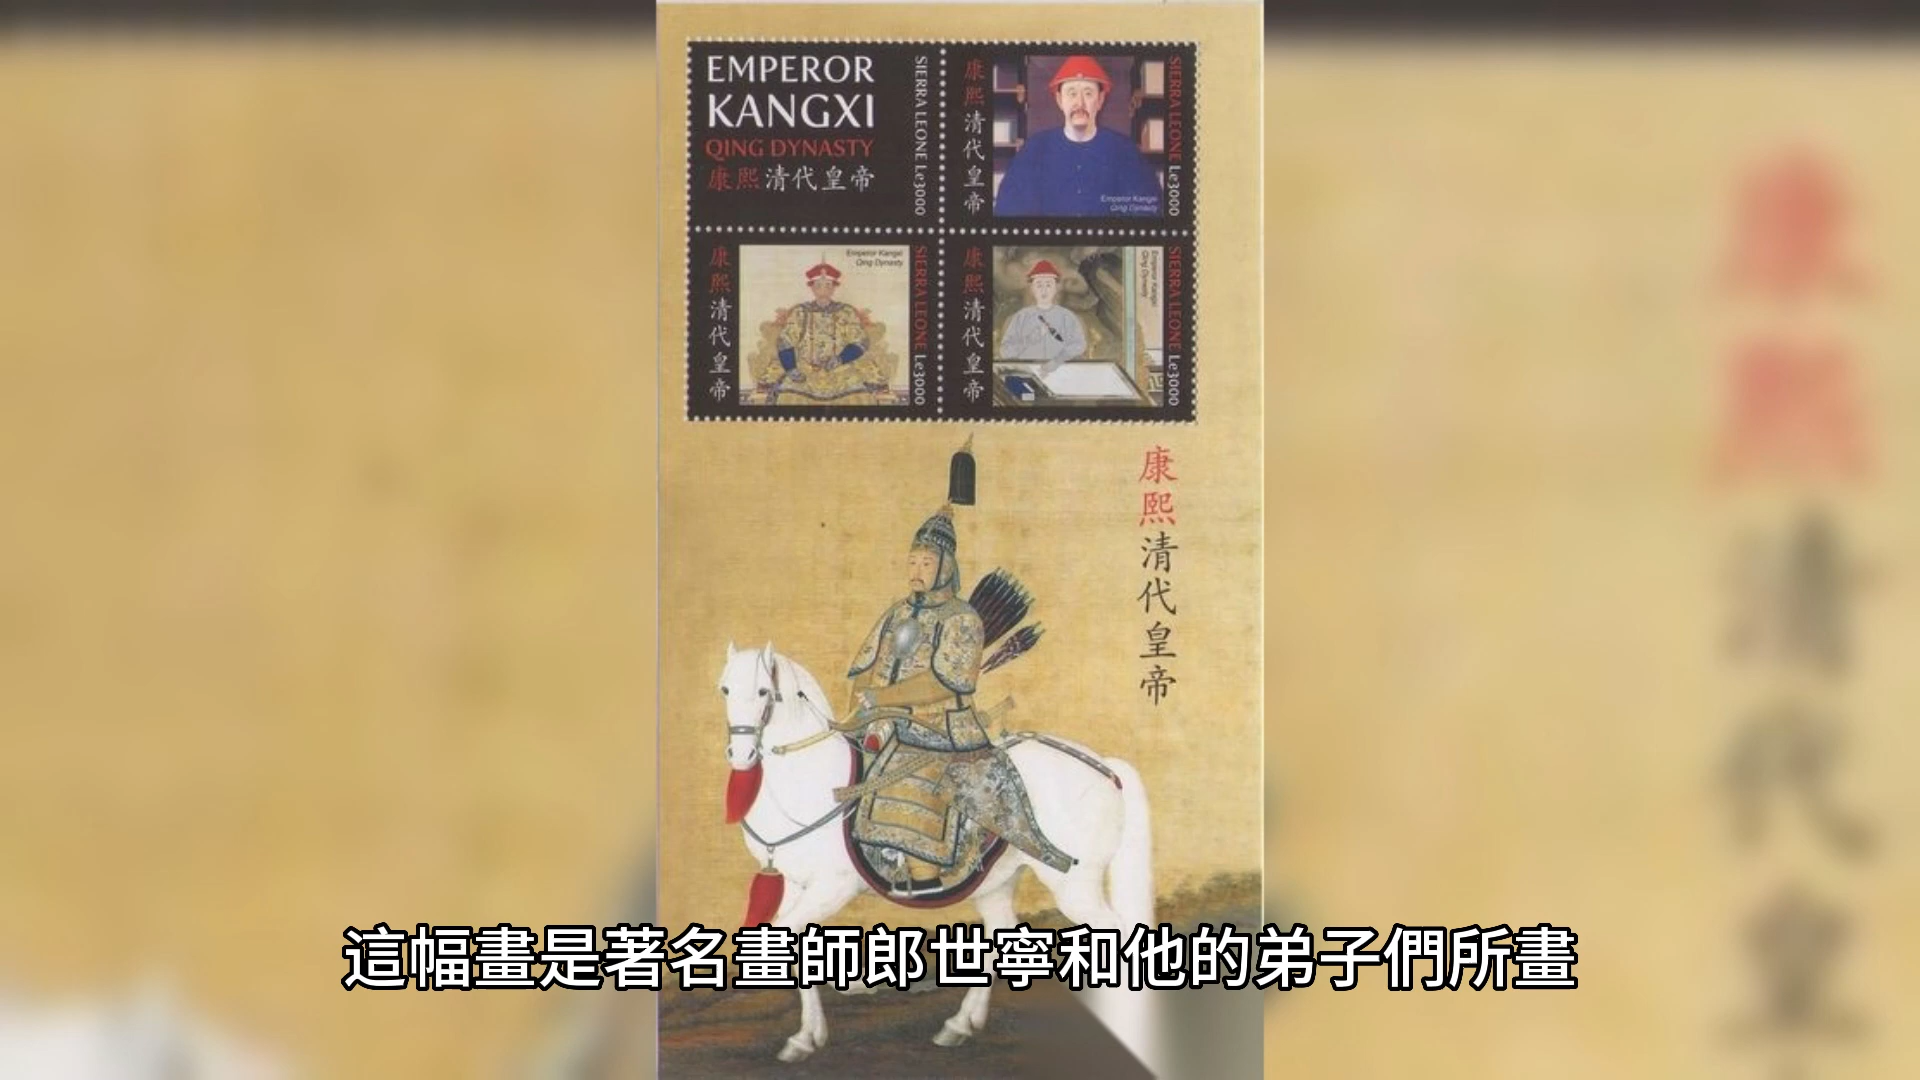 EMPEROR
KANGXI
QING DYNASTY
康熙清代皇帝
SIERRA LEONE Le3000
康熙清代皇帝
Emperor Kangxi
Qing Dynasty
SIERRA LEONE Le3000
康熙清代皇帝
Emperor Kangxi
Qing Dynasty
SIERRA LEONE Le3000
康熙清代皇帝
Emperor Kangxi
Qing Dynasty
SIERRA LEONE Le3000
康熙清代皇帝
這幅畫是著名畫師郎世寧和他的弟子們所畫